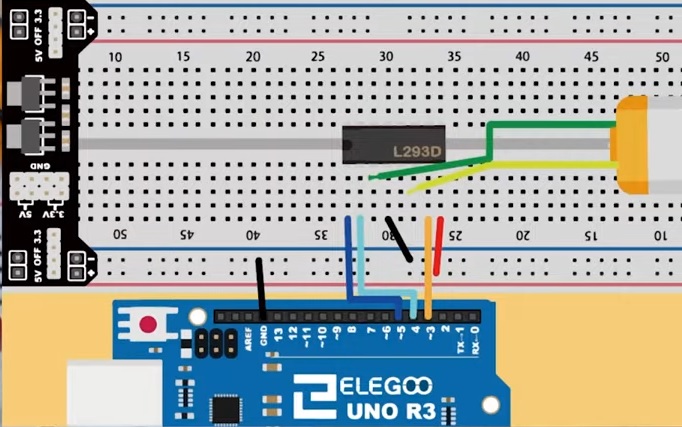 5V OFF 3.3
- +
10 15 20 25 30 35 40 45 50
L293D
GND
5V 3.3V
50 45 40 35 30 25 20 15 10
5V OFF 3.3
- +
AREF GND 13 12 ~11 ~10 ~9 8 7 ~6 ~5 4 ~3 2 TX→1 RX←0
ELEGOO
UNO R3